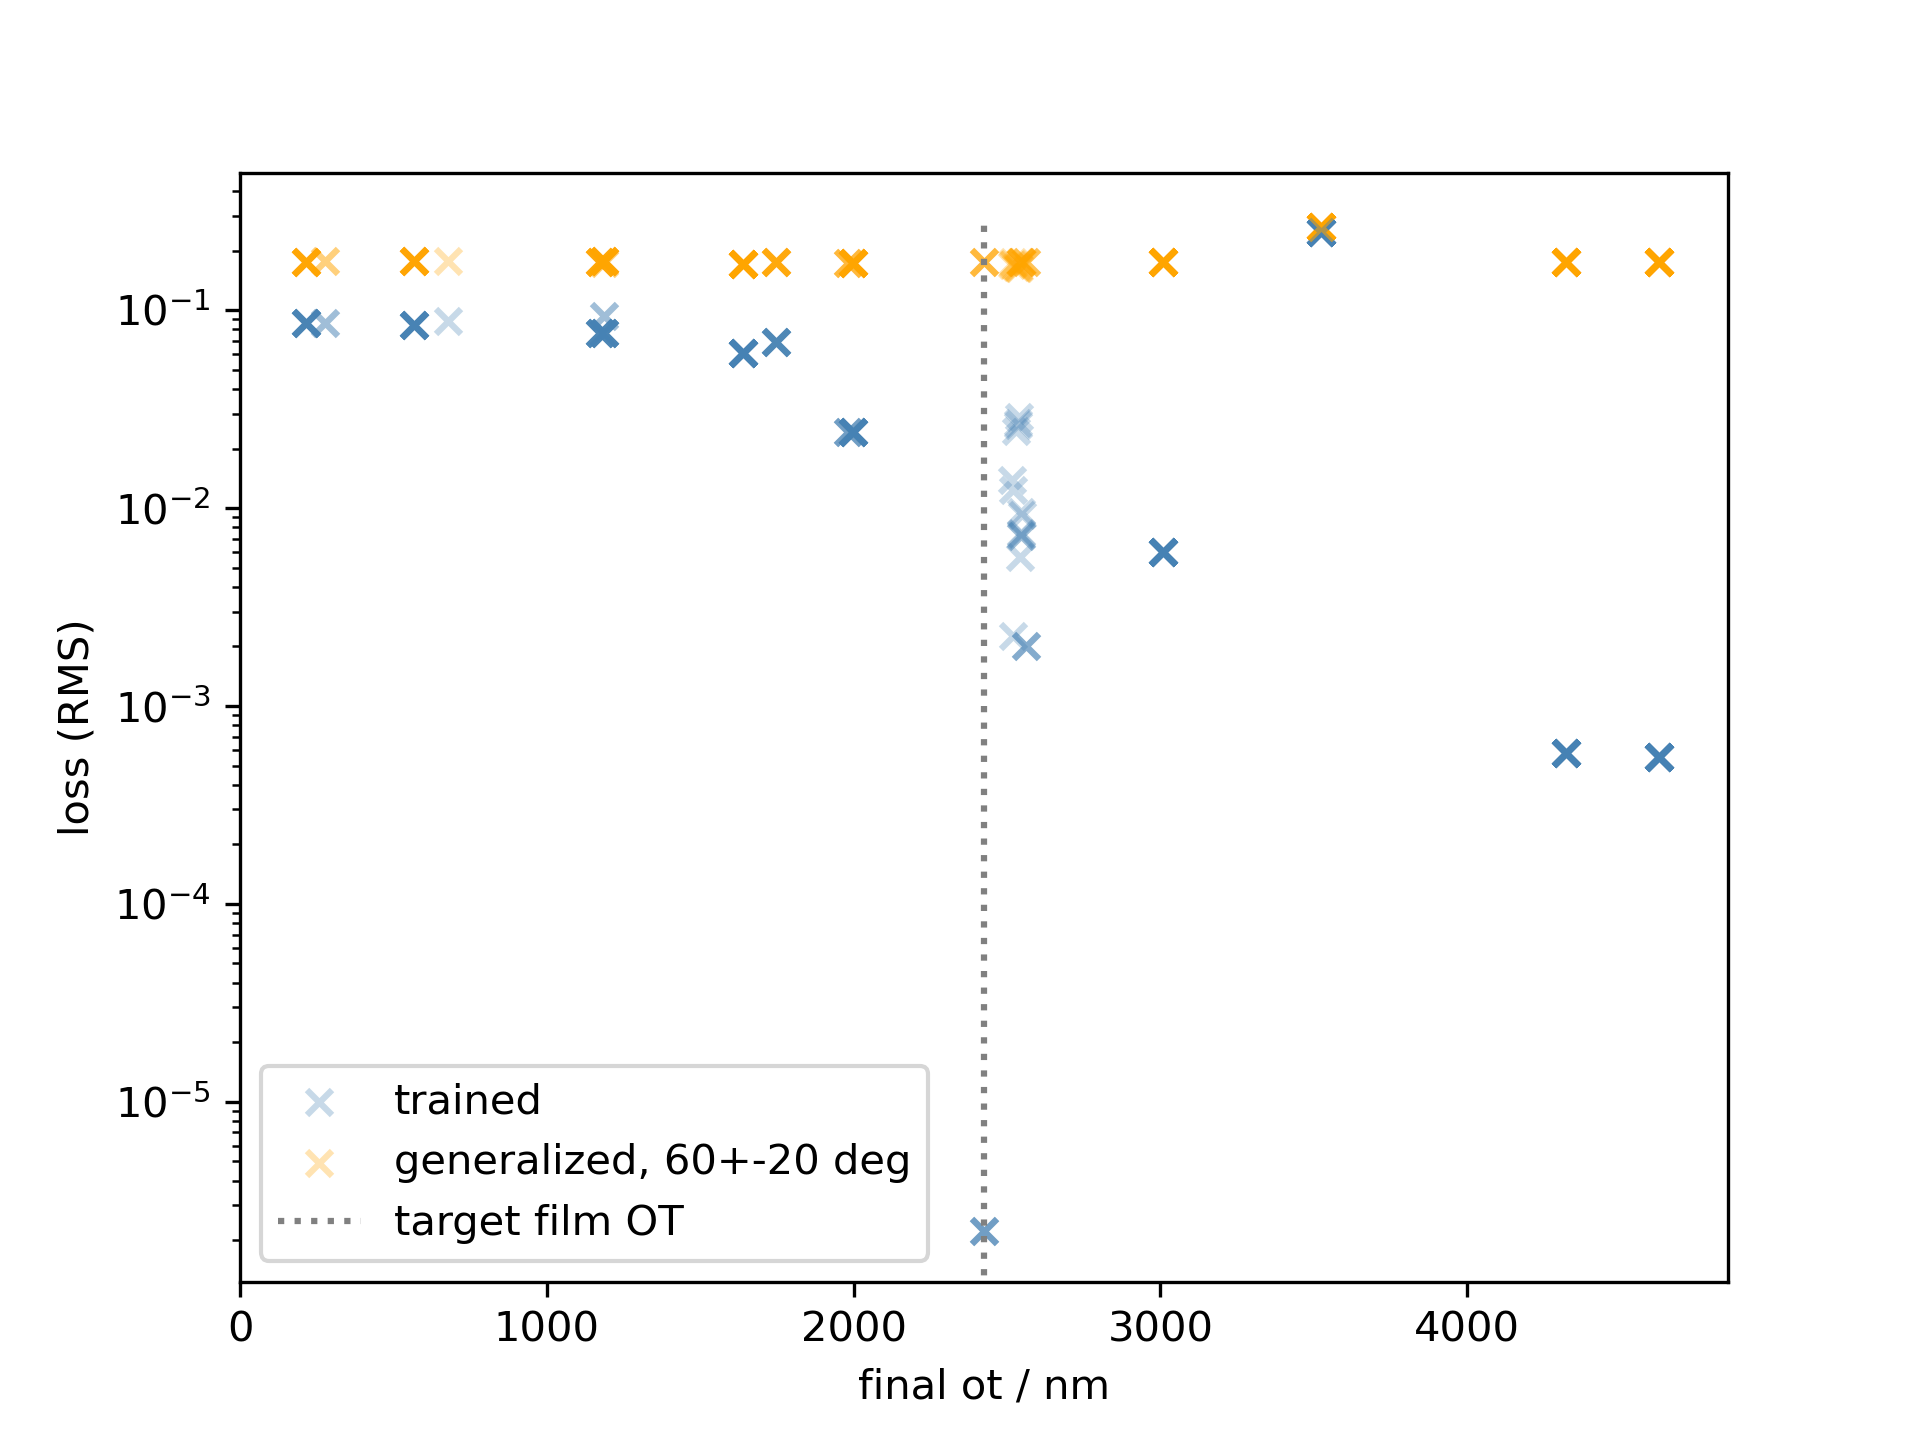 10⁻¹
10⁻²
10⁻³
10⁻⁴
10⁻⁵
loss (RMS)
trained
generalized, 60+-20 deg
target film OT
0 1000 2000 3000 4000
final ot / nm